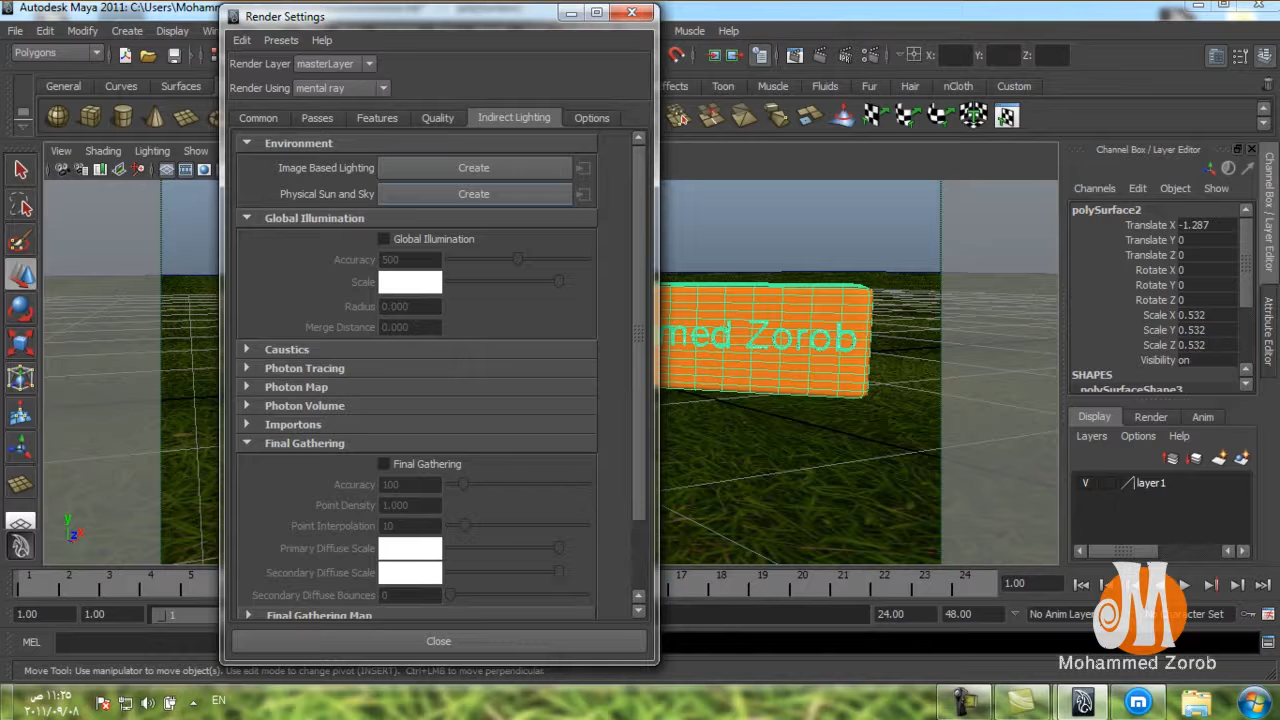 Autodesk Maya 2011: C:\Users\Mohamm
File Edit Modify Create Display Muscle Help
Polygons X: Y: Z:
General Curves Surfaces Toon Muscle Fluids Fur Hair nCloth Custom
View Shading Lighting Show
Render Settings
Edit Presets Help
Render Layer masterLayer
Render Using mental ray
Common Passes Features Quality Indirect Lighting Options
Environment
Image Based Lighting Create
Physical Sun and Sky Create
Global Illumination
Global Illumination
Accuracy 500
Scale
Radius 0.000
Merge Distance 0.000
Caustics
Photon Tracing
Photon Map
Photon Volume
Importons
Final Gathering
Final Gathering
Accuracy 100
Point Density 1.000
Point Interpolation 10
Primary Diffuse Scale
Secondary Diffuse Scale
Secondary Diffuse Bounces 0
Final Gathering Map
Close
med Zorob
Channel Box / Layer Editor
Channels Edit Object Show
polySurface2
Translate X -1.287
Translate Y 0
Translate Z 0
Rotate X 0
Rotate Y 0
Rotate Z 0
Scale X 0.532
Scale Y 0.532
Scale Z 0.532
Visibility on
SHAPES
polySurfaceShape3
Channel Box / Layer Editor
Attribute Editor
Display Render Anim
Layers Options Help
V layer1
y
z x
1 2 3 4 5 17 18 19 20 21 22 23 24 1.00
1.00 1.00 1 24.00 48.00 No Anim Layer No Character Set
MEL
Mohammed Zorob
Move Tool: Use manipulator to move object(s). Use edit mode to change pivot (INSERT). Ctrl+LMB to move perpendicular.
EN
١١:٢٥ ص
٢٠١١/٠٩/٠٨